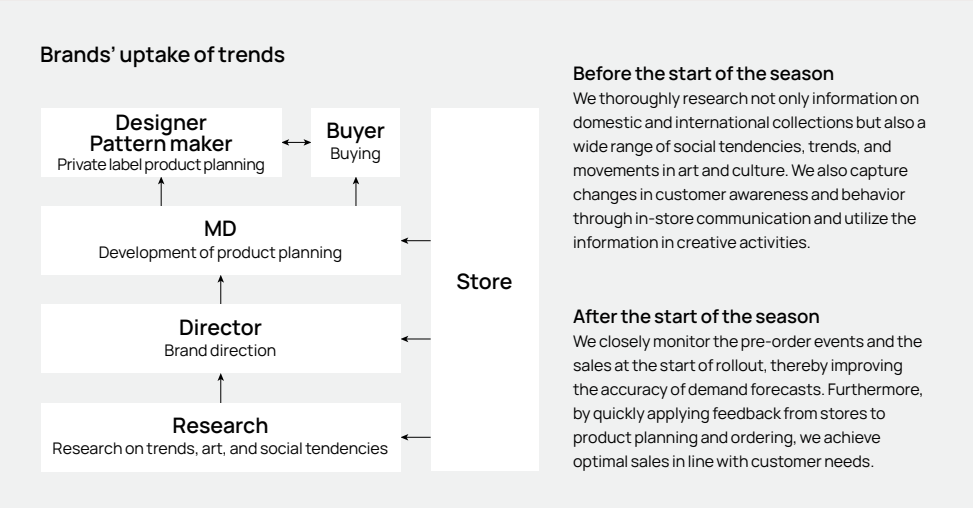 Brands’ uptake of trends
Designer
Pattern maker
Private label product planning
Buyer
Buying
MD
Development of product planning
Director
Brand direction
Research
Research on trends, art, and social tendencies
Store
Before the start of the season
We thoroughly research not only information on
domestic and international collections but also a
wide range of social tendencies, trends, and
movements in art and culture. We also capture
changes in customer awareness and behavior
through in-store communication and utilize the
information in creative activities.
After the start of the season
We closely monitor the pre-order events and the
sales at the start of rollout, thereby improving
the accuracy of demand forecasts. Furthermore,
by quickly applying feedback from stores to
product planning and ordering, we achieve
optimal sales in line with customer needs.